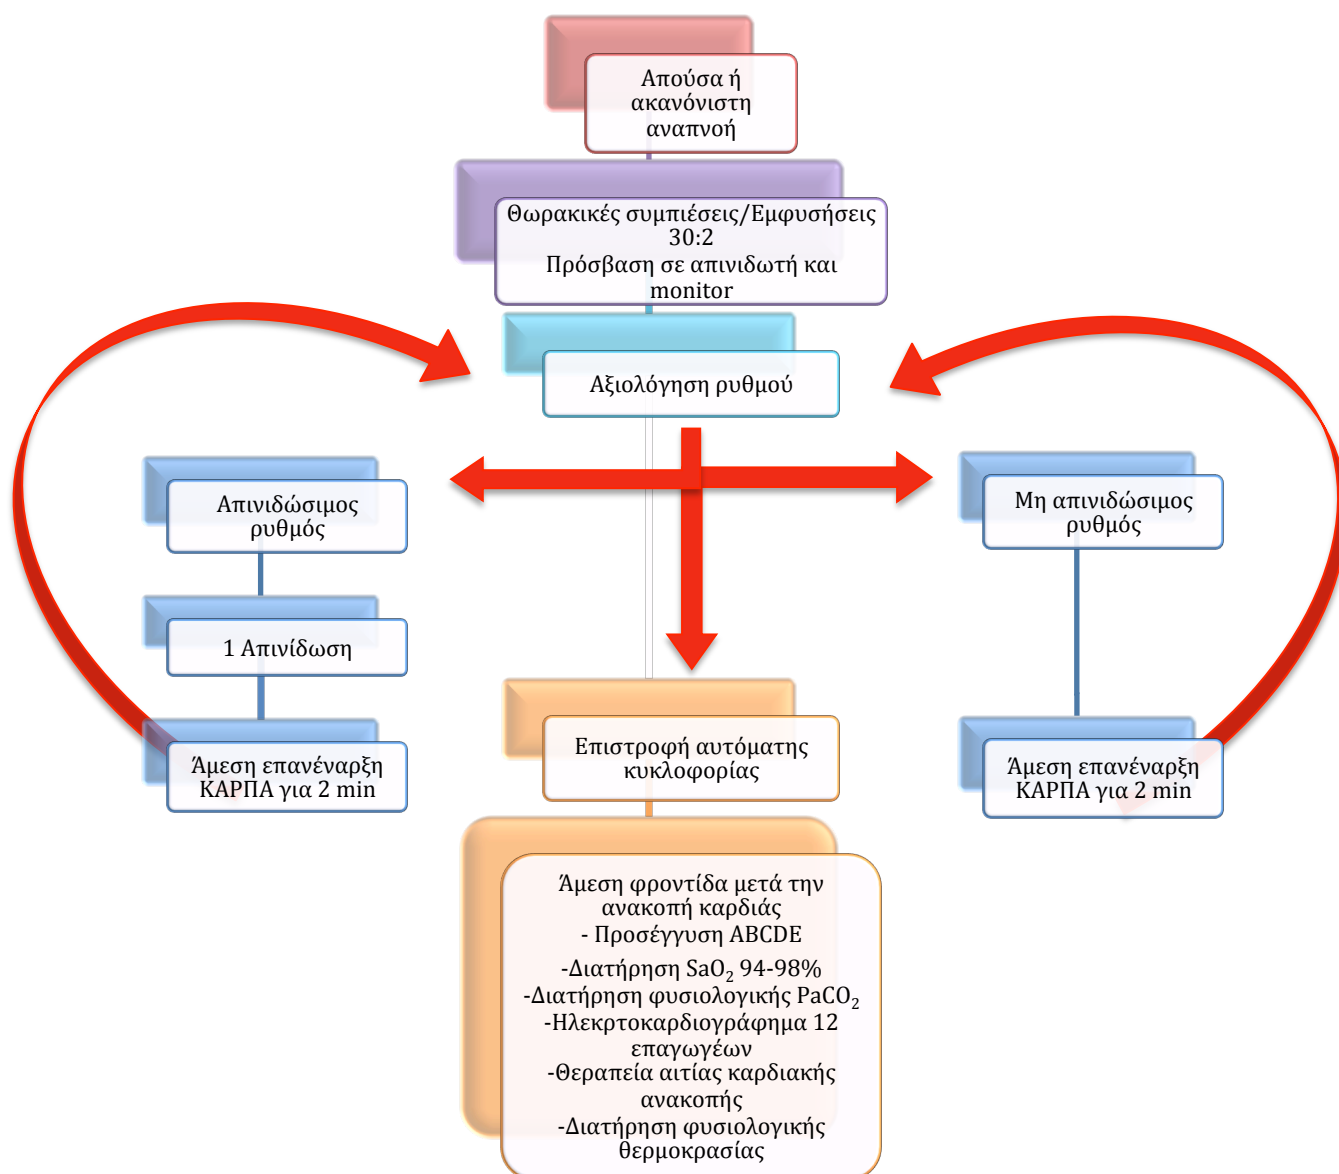 Απούσα ή
ακανόνιστη
αναπνοή
Θωρακικές συμπιέσεις/Εμφυσήσεις
30:2
Πρόσβαση σε απινιδωτή και
monitor
Αξιολόγηση ρυθμού
Απινιδώσιμος
ρυθμός
1 Απινίδωση
Άμεση επανέναρξη
ΚΑΡΠΑ για 2 min
Μη απινιδώσιμος
ρυθμός
Άμεση επανέναρξη
ΚΑΡΠΑ για 2 min
Επιστροφή αυτόματης
κυκλοφορίας
Άμεση φροντίδα μετά την
ανακοπή καρδιάς
- Προσέγγυση ABCDE
-Διατήρηση SaO₂ 94-98%
-Διατήρηση φυσιολογικής PaCO₂
-Ηλεκρτοκαρδιογράφημα 12
επαγωγέων
-Θεραπεία αιτίας καρδιακής
ανακοπής
-Διατήρηση φυσιολογικής
θερμοκρασίας